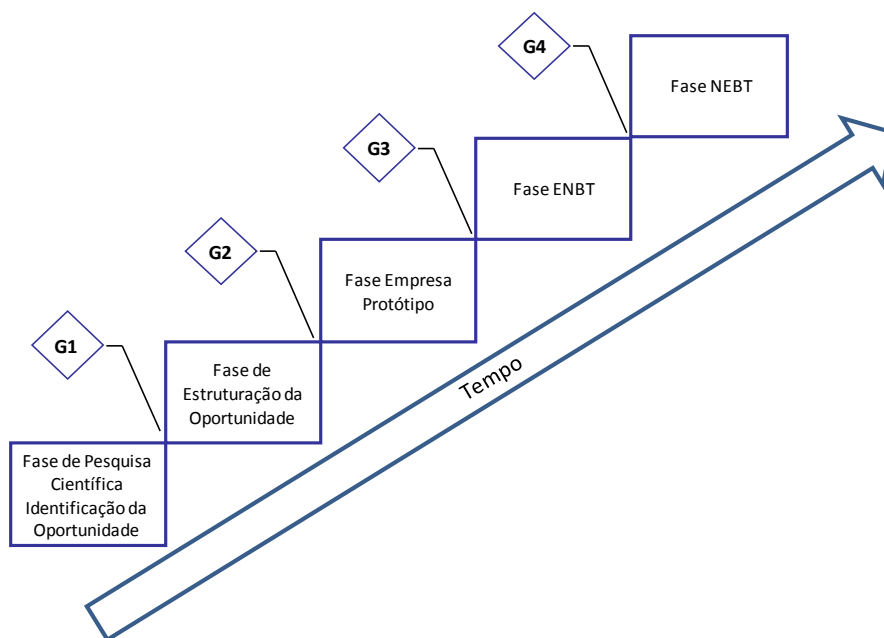 G4
Fase NEBT
G3
Fase ENBT
G2
Fase Empresa
Protótipo
G1
Fase de
Estruturação da
Oportunidade
Tempo
Fase de Pesquisa
Científica
Identificação da
Oportunidade